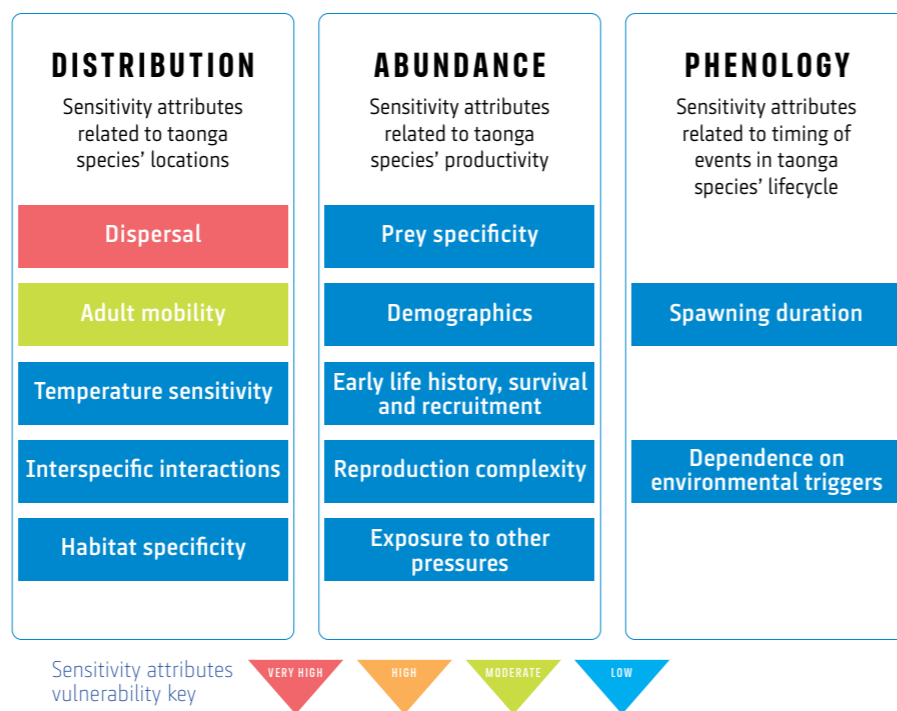 DISTRIBUTION
Sensitivity attributes
related to taonga
species' locations
Dispersal
Adult mobility
Temperature sensitivity
Interspecific interactions
Habitat specificity
ABUNDANCE
Sensitivity attributes
related to taonga
species' productivity
Prey specificity
Demographics
Early life history, survival
and recruitment
Reproduction complexity
Exposure to other
pressures
PHENOLOGY
Sensitivity attributes
related to timing of
events in taonga
species' lifecycle
Spawning duration
Dependence on
environmental triggers
Sensitivity attributes
vulnerability key
VERY HIGH
HIGH
MODERATE
LOW